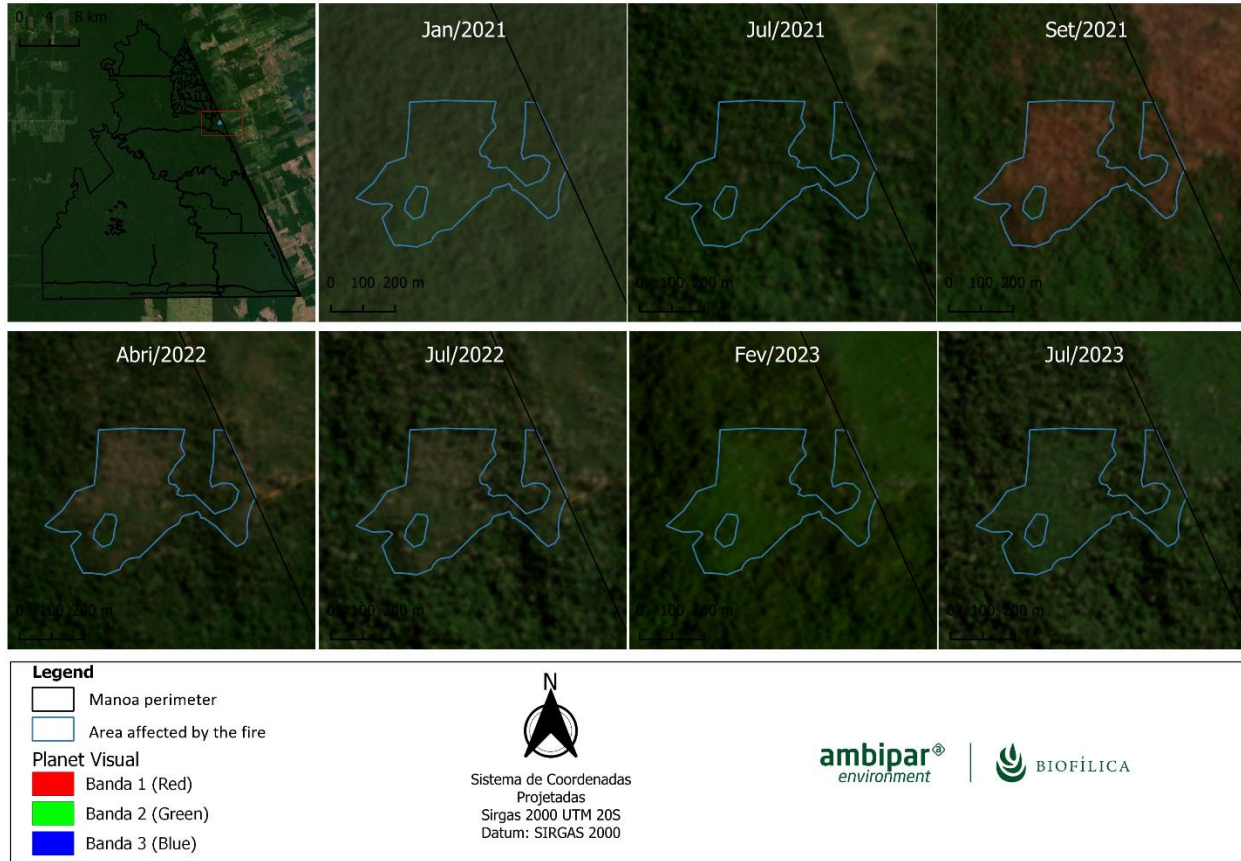 0 4 8 km
Jan/2021
Jul/2021
Set/2021
0 100 200 m
0 100 200 m
0 100 200 m
Abri/2022
Jul/2022
Fev/2023
Jul/2023
0 100 200 m
0 100 200 m
0 100 200 m
0 100 200 m
Legend
Manoa perimeter
Area affected by the fire
Planet Visual
Banda 1 (Red)
Banda 2 (Green)
Banda 3 (Blue)
N
Sistema de Coordenadas
Projetadas
Sirgas 2000 UTM 20S
Datum: SIRGAS 2000
ambipar
environment
BIOFÍLICA